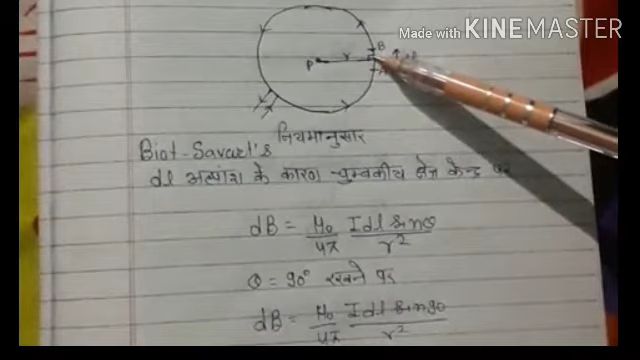 Made with KINEMASTER
B
r
P
Biot-Savart's नियमानुसार
dl अल्पांश के कारण चुम्बकीय क्षेत्र केन्द्र पर
dB = μ₀/4π Idl sinθ/r²
θ = 90° रखने पर
dB = μ₀/4π Idl sin90/r²